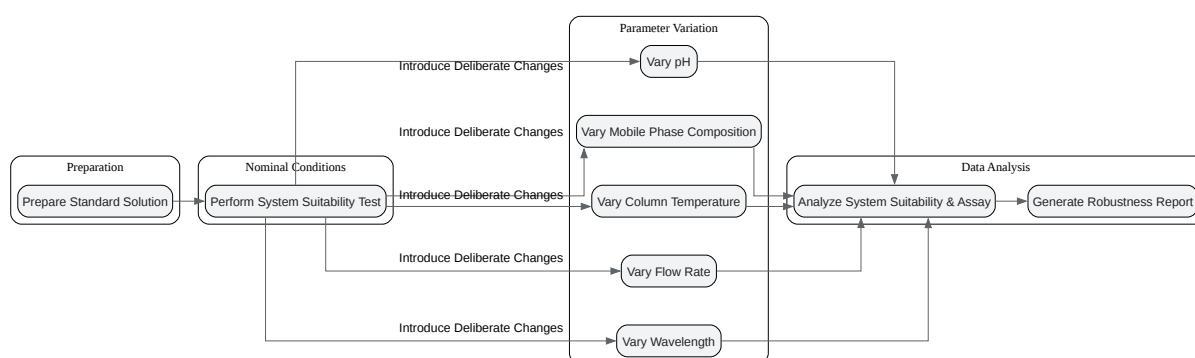 Parameter Variation
Introduce Deliberate Changes
Vary pH
Introduce Deliberate Changes
Vary Mobile Phase Composition
Preparation
Nominal Conditions
Data Analysis
Prepare Standard Solution
Perform System Suitability Test
Introduce Deliberate Changes
Vary Column Temperature
Analyze System Suitability & Assay
Generate Robustness Report
Introduce Deliberate Changes
Vary Flow Rate
Introduce Deliberate Changes
Vary Wavelength